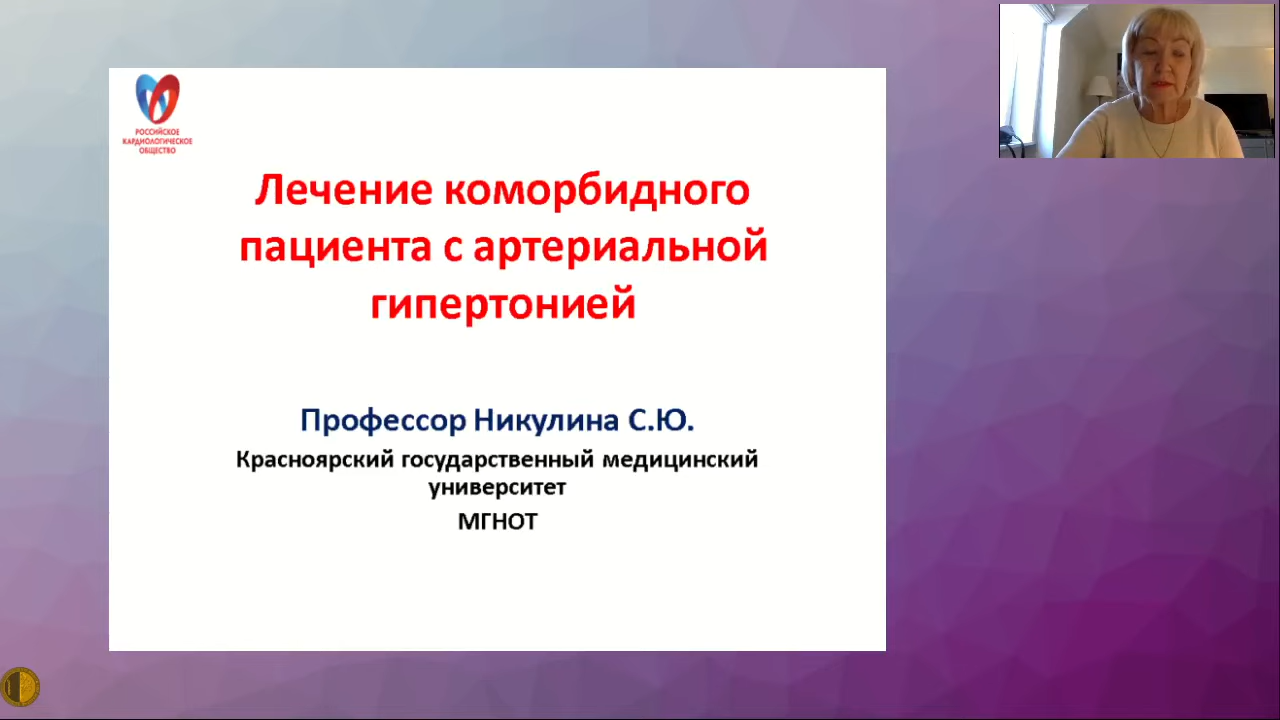 РОССИЙСКОЕ
КАРДИОЛОГИЧЕСКОЕ
ОБЩЕСТВО
Лечение коморбидного
пациента с артериальной
гипертонией
Профессор Никулина С.Ю.
Красноярский государственный медицинский
университет
МГНОТ